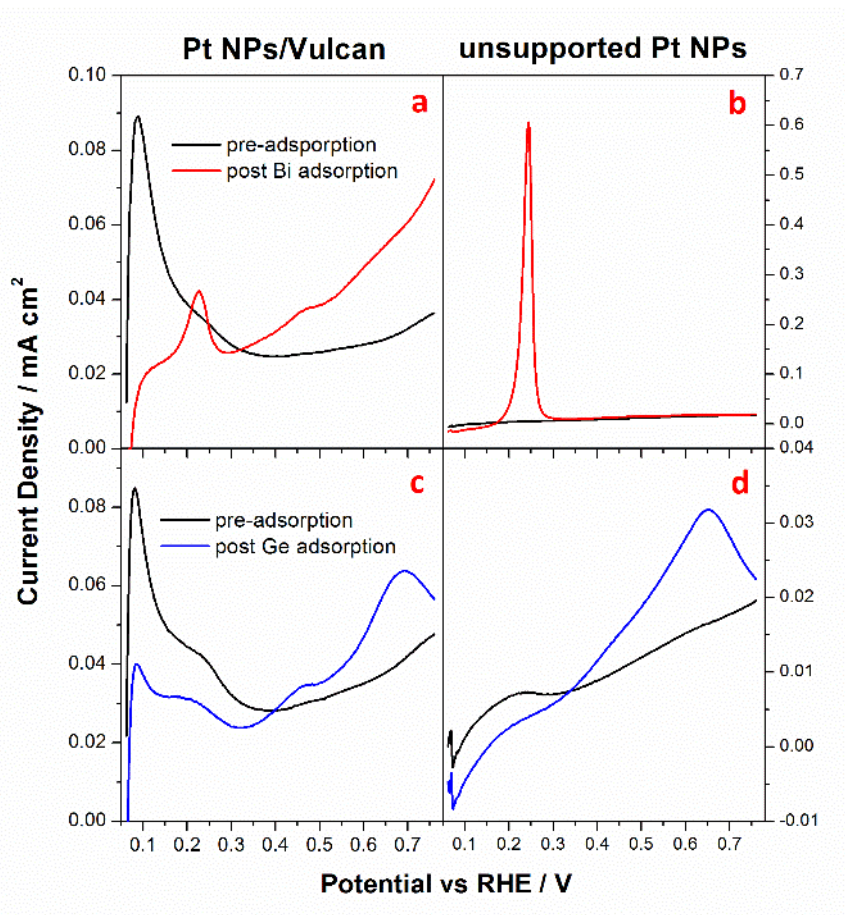 Pt NPs/Vulcan unsupported Pt NPs
0.10 0.7
a b
pre-adsporption
post Bi adsorption
0.08 0.6
0.5
0.06 0.4
0.3
0.04 0.2
0.02 0.1
0.0
0.00 0.04
c d
pre-adsorption
post Ge adsorption
0.08 0.03
0.06 0.02
0.04 0.01
0.02 0.00
0.00 -0.01
0.1 0.2 0.3 0.4 0.5 0.6 0.7 0.1 0.2 0.3 0.4 0.5 0.6 0.7
Current Density / mA cm²
Potential vs RHE / V